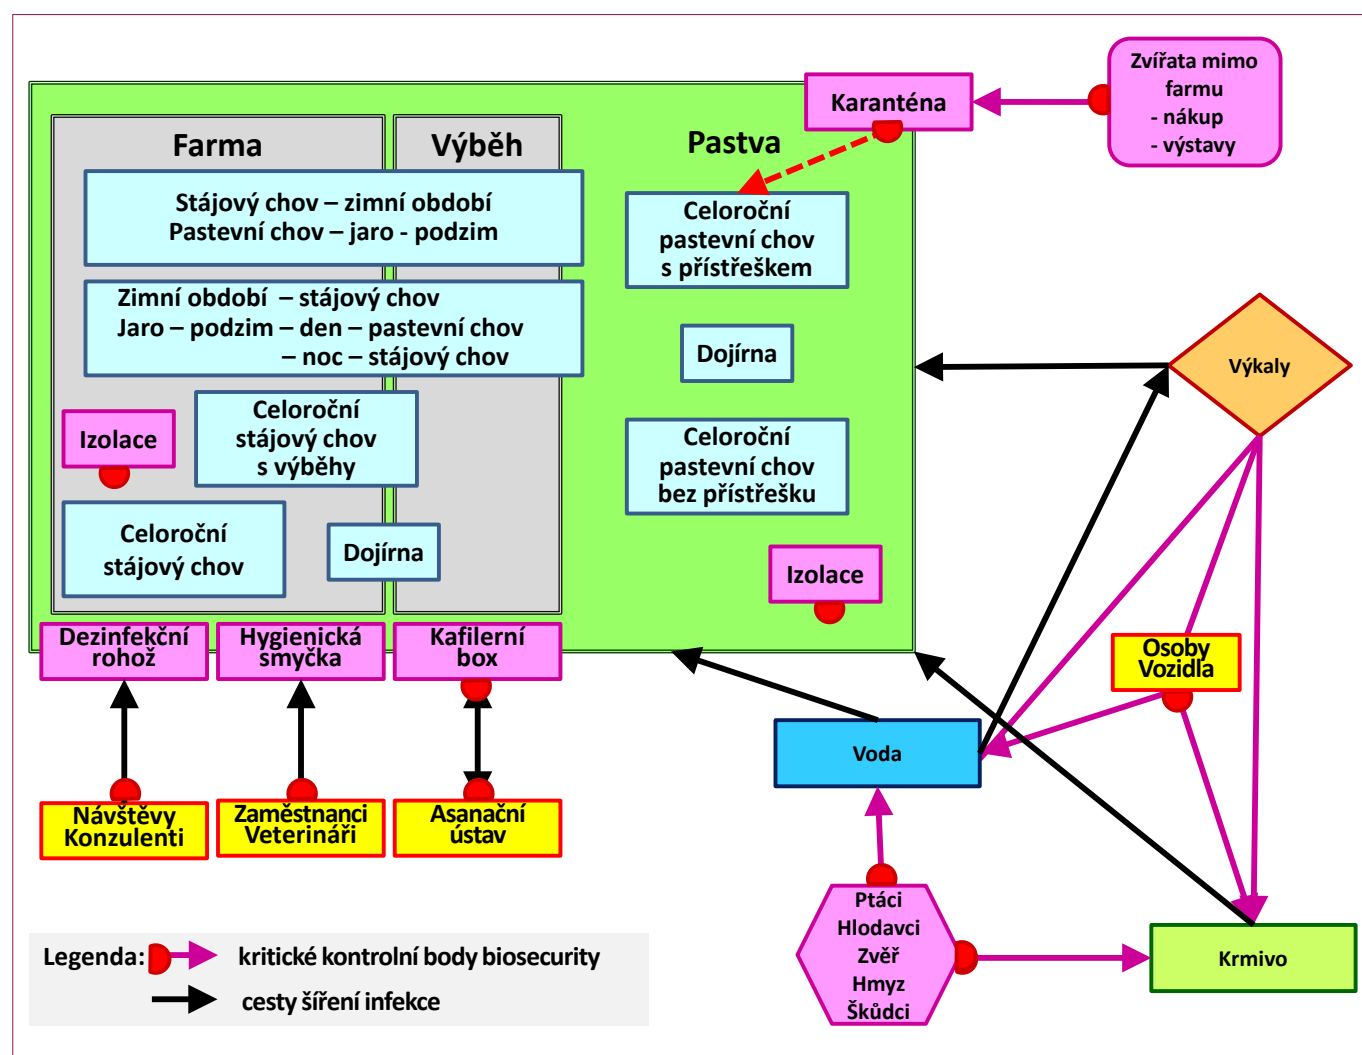 Zvířata mimo
farmu
- nákup
- výstavy
Karanténa
Farma
Výběh
Pastva
Stájový chov – zimní období
Pastevní chov – jaro - podzim
Celoroční
pastevní chov
s přístřeškem
Zimní období – stájový chov
Jaro – podzim – den – pastevní chov
– noc – stájový chov
Dojírna
Výkaly
Izolace
Celoroční
stájový chov
s výběhy
Celoroční
pastevní chov
bez přístřešku
Celoroční
stájový chov
Dojírna
Izolace
Dezinfekční
rohož
Hygienická
smyčka
Kafilerní
box
Osoby
Vozidla
Voda
Návštěvy
Konzulenti
Zaměstnanci
Veterináři
Asanační
ústav
Ptáci
Hlodavci
Zvěř
Hmyz
Škůdci
Krmivo
Legenda:
kritické kontrolní body biosecurity
cesty šíření infekce